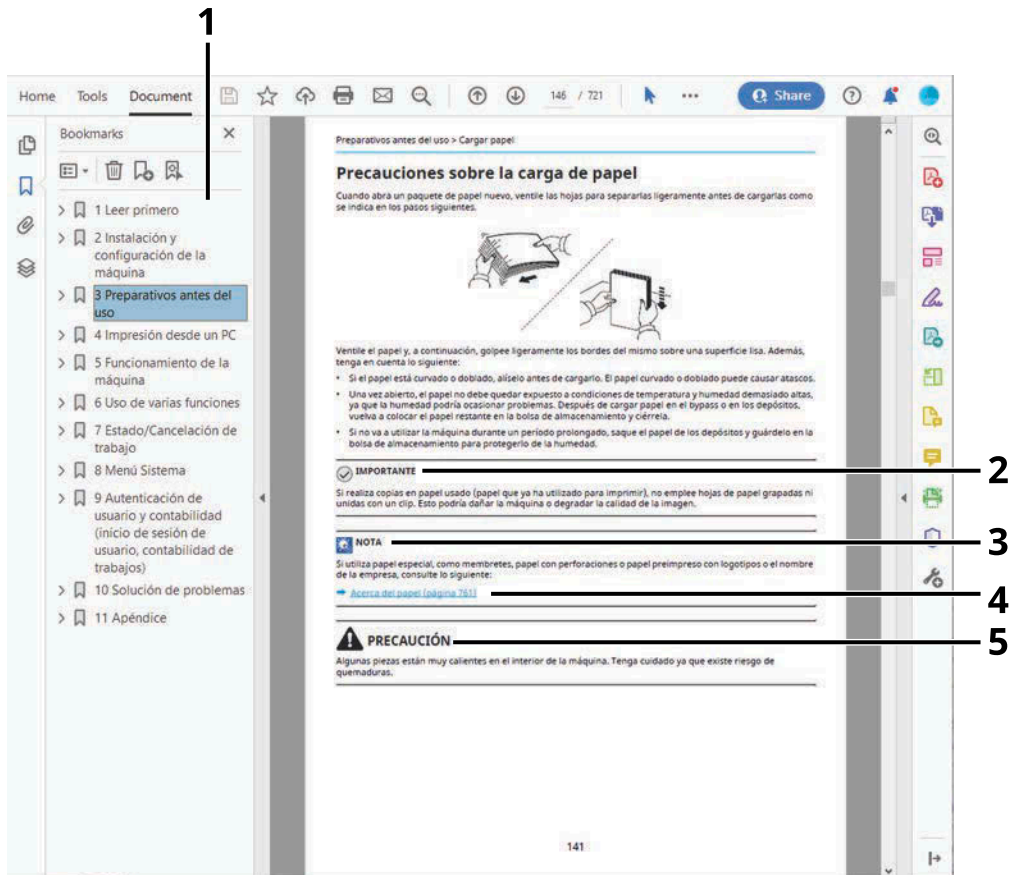 1
Home Tools Document 146 / 721 Share
Bookmarks
1 Leer primero
2 Instalación y
configuración de la
máquina
3 Preparativos antes del
uso
4 Impresión desde un PC
5 Funcionamiento de la
máquina
6 Uso de varias funciones
7 Estado/Cancelación de
trabajo
8 Menú Sistema
9 Autenticación de
usuario y contabilidad
(inicio de sesión de
usuario, contabilidad de
trabajos)
10 Solución de problemas
11 Apéndice
Preparativos antes del uso > Cargar papel
Precauciones sobre la carga de papel
Cuando abra un paquete de papel nuevo, ventile las hojas para separarlas ligeramente antes de cargarlas como
se indica en los pasos siguientes.
Ventile el papel y, a continuación, golpee ligeramente los bordes del mismo sobre una superficie lisa. Además,
tenga en cuenta lo siguiente:
• Si el papel está curvado o doblado, alíselo antes de cargarlo. El papel curvado o doblado puede causar atascos.
• Una vez abierto, el papel no debe quedar expuesto a condiciones de temperatura y humedad demasiado altas,
ya que la humedad podría ocasionar problemas. Después de cargar papel en el bypass o en los depósitos,
vuelva a colocar el papel restante en la bolsa de almacenamiento y ciérrela.
• Si no va a utilizar la máquina durante un período prolongado, saque el papel de los depósitos y guárdelo en la
bolsa de almacenamiento para protegerlo de la humedad.
IMPORTANTE
2
Si realiza copias en papel usado (papel que ya ha utilizado para imprimir), no emplee hojas de papel grapadas ni
unidas con un clip. Esto podría dañar la máquina o degradar la calidad de la imagen.
NOTA
3
Si utiliza papel especial, como membretes, papel con perforaciones o papel preimpreso con logotipos o el nombre
de la empresa, consulte lo siguiente:
➡ Acerca del papel (página 761)
4
PRECAUCIÓN
5
Algunas piezas están muy calientes en el interior de la máquina. Tenga cuidado ya que existe riesgo de
quemaduras.
141